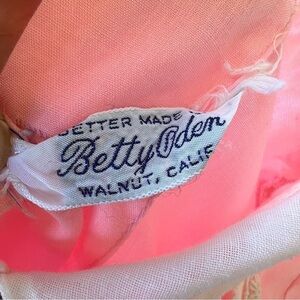 BETTER MADE
Betty Oden
WALNUT, CALIF